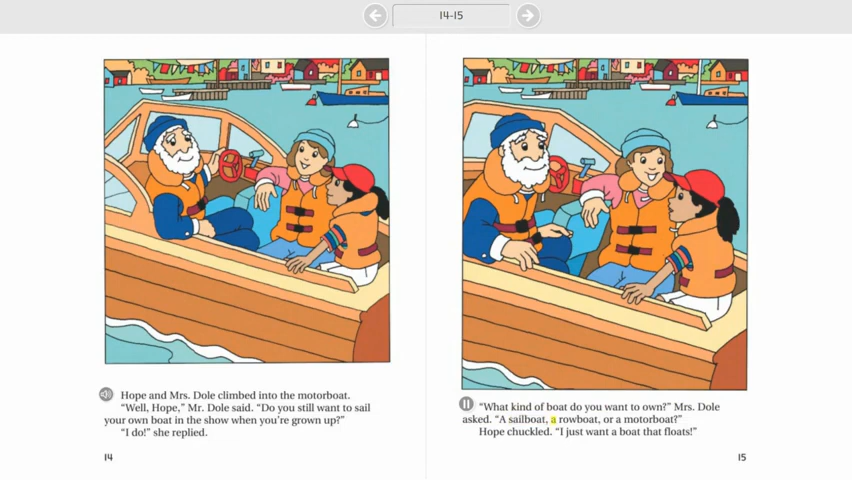 14-15
Hope and Mrs. Dole climbed into the motorboat.
“Well, Hope,” Mr. Dole said. “Do you still want to sail
your own boat in the show when you’re grown up?”
“I do!” she replied.
14
“What kind of boat do you want to own?” Mrs. Dole
asked. “A sailboat, a rowboat, or a motorboat?”
Hope chuckled. “I just want a boat that floats!”
15